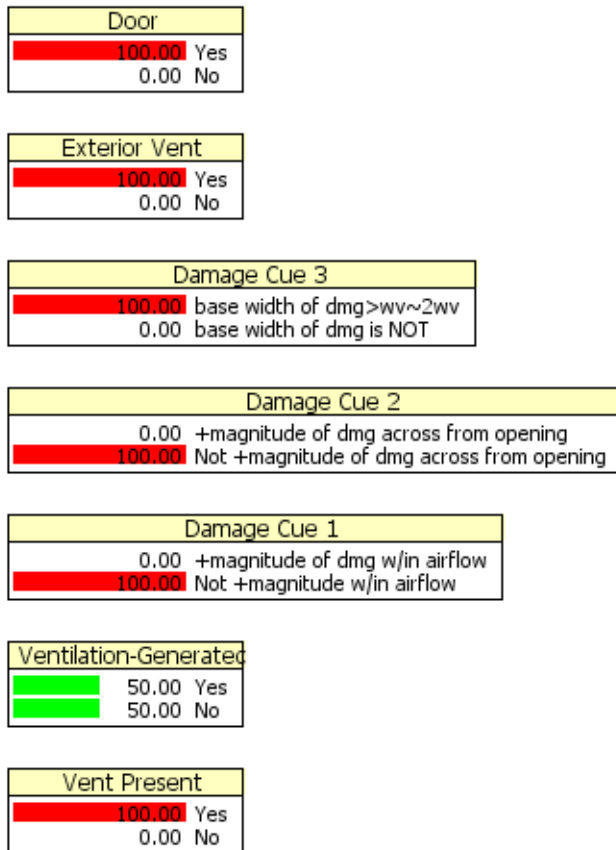 Door
100.00 Yes
0.00 No
Exterior Vent
100.00 Yes
0.00 No
Damage Cue 3
100.00 base width of dmg>wv~2wv
0.00 base width of dmg is NOT
Damage Cue 2
0.00 +magnitude of dmg across from opening
100.00 Not +magnitude of dmg across from opening
Damage Cue 1
0.00 +magnitude of dmg w/in airflow
100.00 Not +magnitude w/in airflow
Ventilation-Generated
50.00 Yes
50.00 No
Vent Present
100.00 Yes
0.00 No